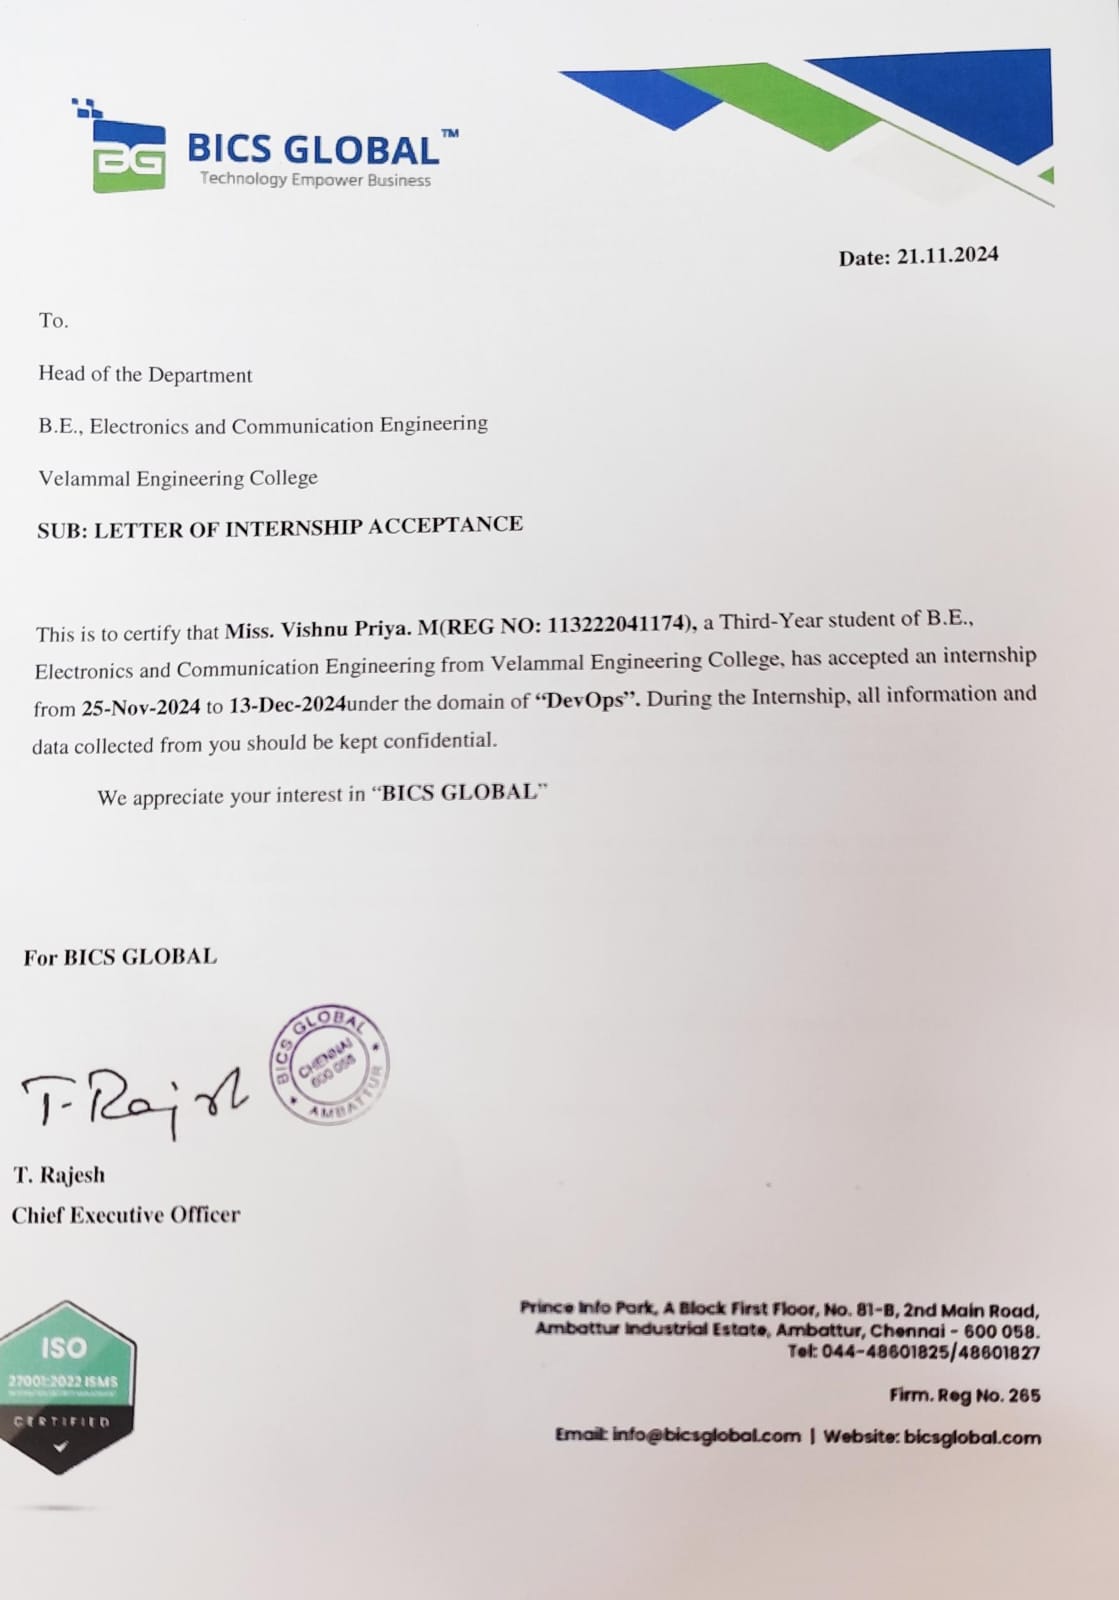 BG
BICS GLOBAL™
Technology Empower Business
Date: 21.11.2024
To.
Head of the Department
B.E., Electronics and Communication Engineering
Velammal Engineering College
SUB: LETTER OF INTERNSHIP ACCEPTANCE
This is to certify that Miss. Vishnu Priya. M(REG NO: 113222041174), a Third-Year student of B.E.,
Electronics and Communication Engineering from Velammal Engineering College, has accepted an internship
from 25-Nov-2024 to 13-Dec-2024under the domain of “DevOps”. During the Internship, all information and
data collected from you should be kept confidential.
We appreciate your interest in “BICS GLOBAL”
For BICS GLOBAL
BICS GLOBAL
CHENNAI
600 058
AMBATTUR
T. Rajesh
T. Rajesh
Chief Executive Officer
ISO
27001:2022 ISMS
CERTIFIED
Prince Info Park, A Block First Floor, No. 81-B, 2nd Main Road,
Ambattur Industrial Estate, Ambattur, Chennai - 600 058.
Tel: 044-48601825/48601827
Firm. Reg No. 265
Email: info@bicsglobal.com | Website: bicsglobal.com